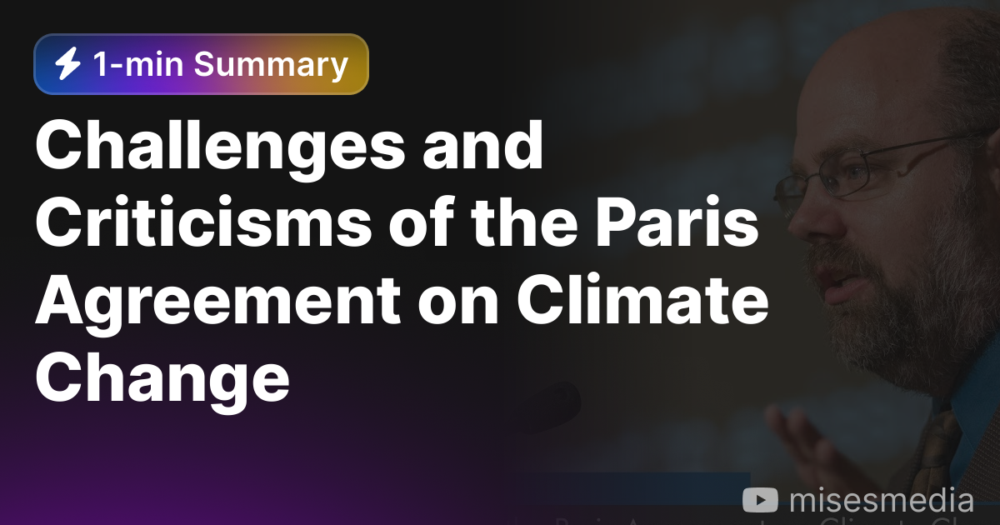 1-min Summary
Challenges and
Criticisms of the Paris
Agreement on Climate
Change
misesmedia